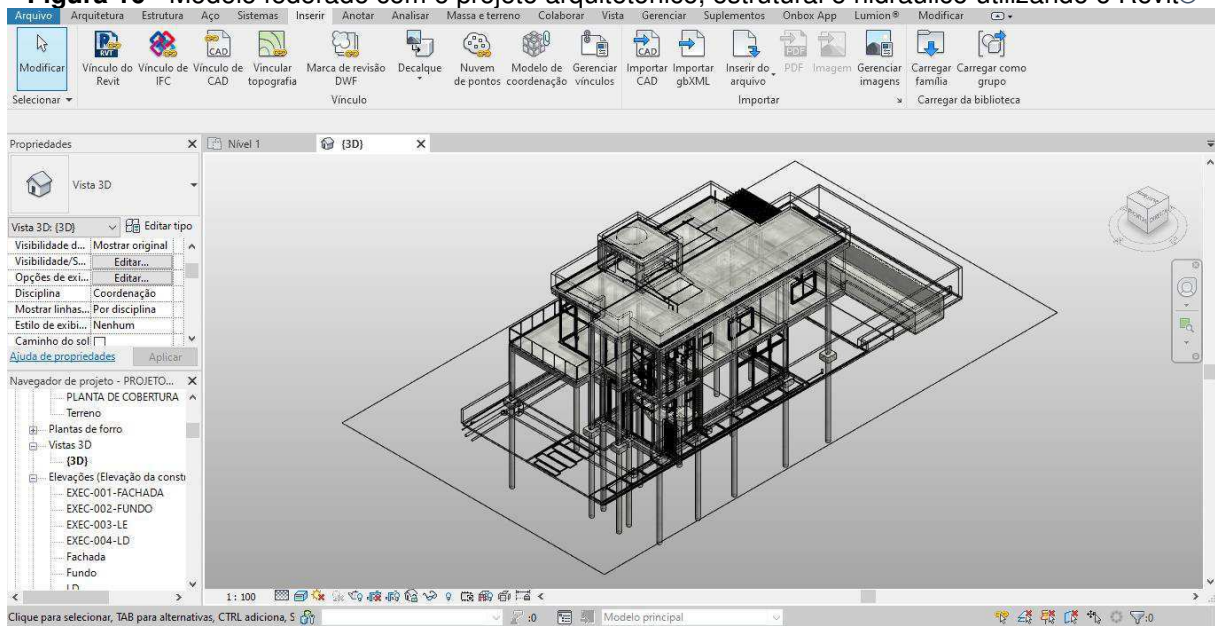 Figura 10 - Modelo federado com o projeto arquitetônico, estrutural e hidráulico utilizando o Revit®
Arquivo Arquitetura Estrutura Aço Sistemas Inserir Anotar Analisar Massa e terreno Colaborar Vista Gerenciar Suplementos Onbox App Lumion® Modificar
Modificar Vínculo do Vínculo de Vínculo de Vincular Marca de revisão Decalque Nuvem Modelo de Gerenciar Importar Importar Inserir do PDF Imagem Gerenciar Carregar Carregar como
Revit IFC CAD topografia DWF de pontos coordenação vínculos CAD gbXML arquivo imagens família grupo
Selecionar Vínculo Importar Carregar da biblioteca
Propriedades
Nível 1 {3D}
Vista 3D
Vista 3D: {3D} Editar tipo
Visibilidade d... Mostrar original
Visibilidade/S... Editar...
Opções de exi... Editar...
Disciplina Coordenação
Mostrar linhas... Por disciplina
Estilo de exibi... Nenhum
Caminho do sol
Ajuda de propriedades Aplicar
Navegador de projeto - PROJETO...
PLANTA DE COBERTURA
Terreno
Plantas de forro
Vistas 3D
{3D}
Elevações (Elevação da constr
EXEC-001-FACHADA
EXEC-002-FUNDO
EXEC-003-LE
EXEC-004-LD
Fachada
Fundo
LD
1 : 100
Clique para selecionar, TAB para alternativas, CTRL adiciona, S :0 Modelo principal :0